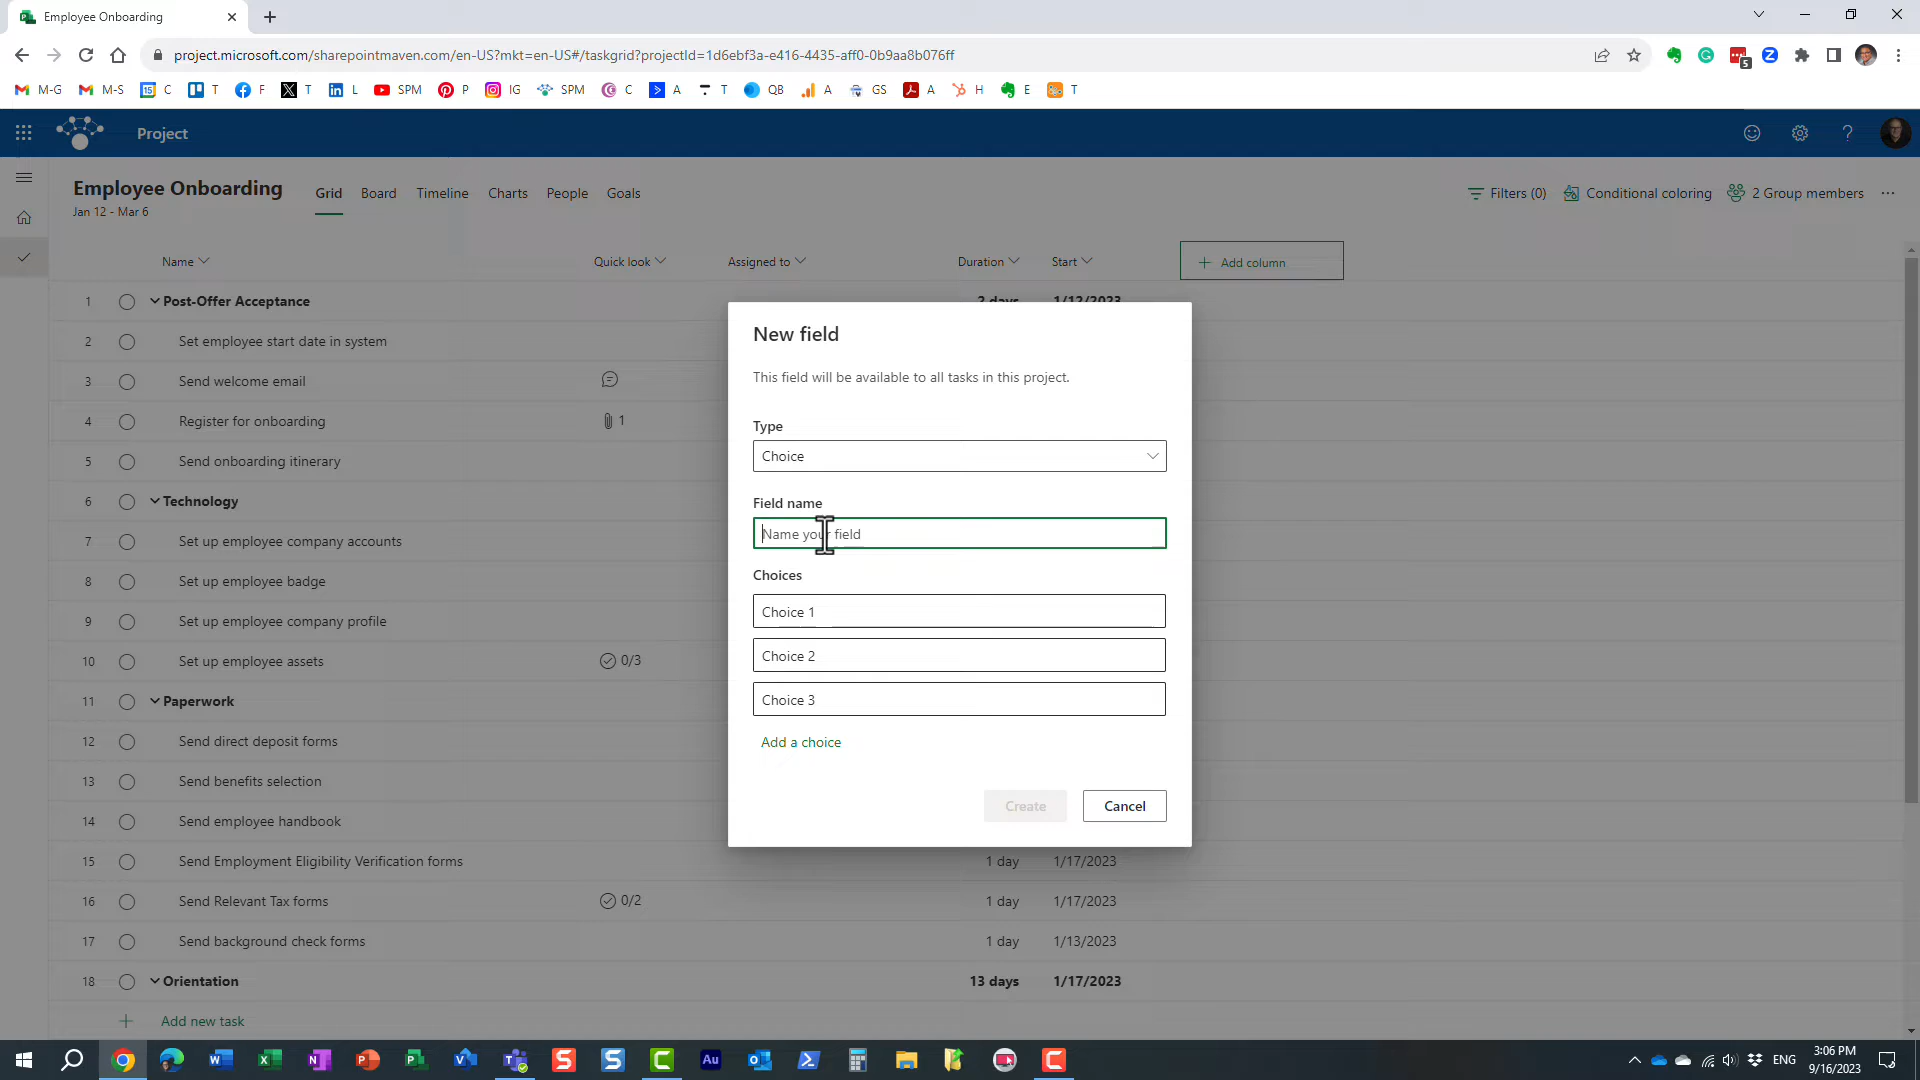 Employee Onboarding
project.microsoft.com/sharepointmaven.com/en-US?mkt=en-US#/taskgrid?projectId=1d6ebf3a-e416-4435-aff0-0b9aa8b076ff
5
M-G M-S 15 C T F T L SPM P IG SPM C A T QB A GS A H E T
Project
Employee Onboarding
Jan 12 - Mar 6
Grid Board Timeline Charts People Goals
Filters (0) Conditional coloring 2 Group members
Name Quick look Assigned to Duration Start Add column
1 Post-Offer Acceptance 2 days 1/12/2023
2 Set employee start date in system
3 Send welcome email
4 Register for onboarding 1
5 Send onboarding itinerary
6 Technology
7 Set up employee company accounts
8 Set up employee badge
9 Set up employee company profile
10 Set up employee assets 0/3
11 Paperwork
12 Send direct deposit forms
13 Send benefits selection
14 Send employee handbook
15 Send Employment Eligibility Verification forms 1 day 1/17/2023
16 Send Relevant Tax forms 0/2 1 day 1/17/2023
17 Send background check forms 1 day 1/13/2023
18 Orientation 13 days 1/17/2023
Add new task
New field
This field will be available to all tasks in this project.
Type
Choice
Field name
Name your field
Choices
Choice 1
Choice 2
Choice 3
Add a choice
Create Cancel
ENG
3:06 PM
9/16/2023